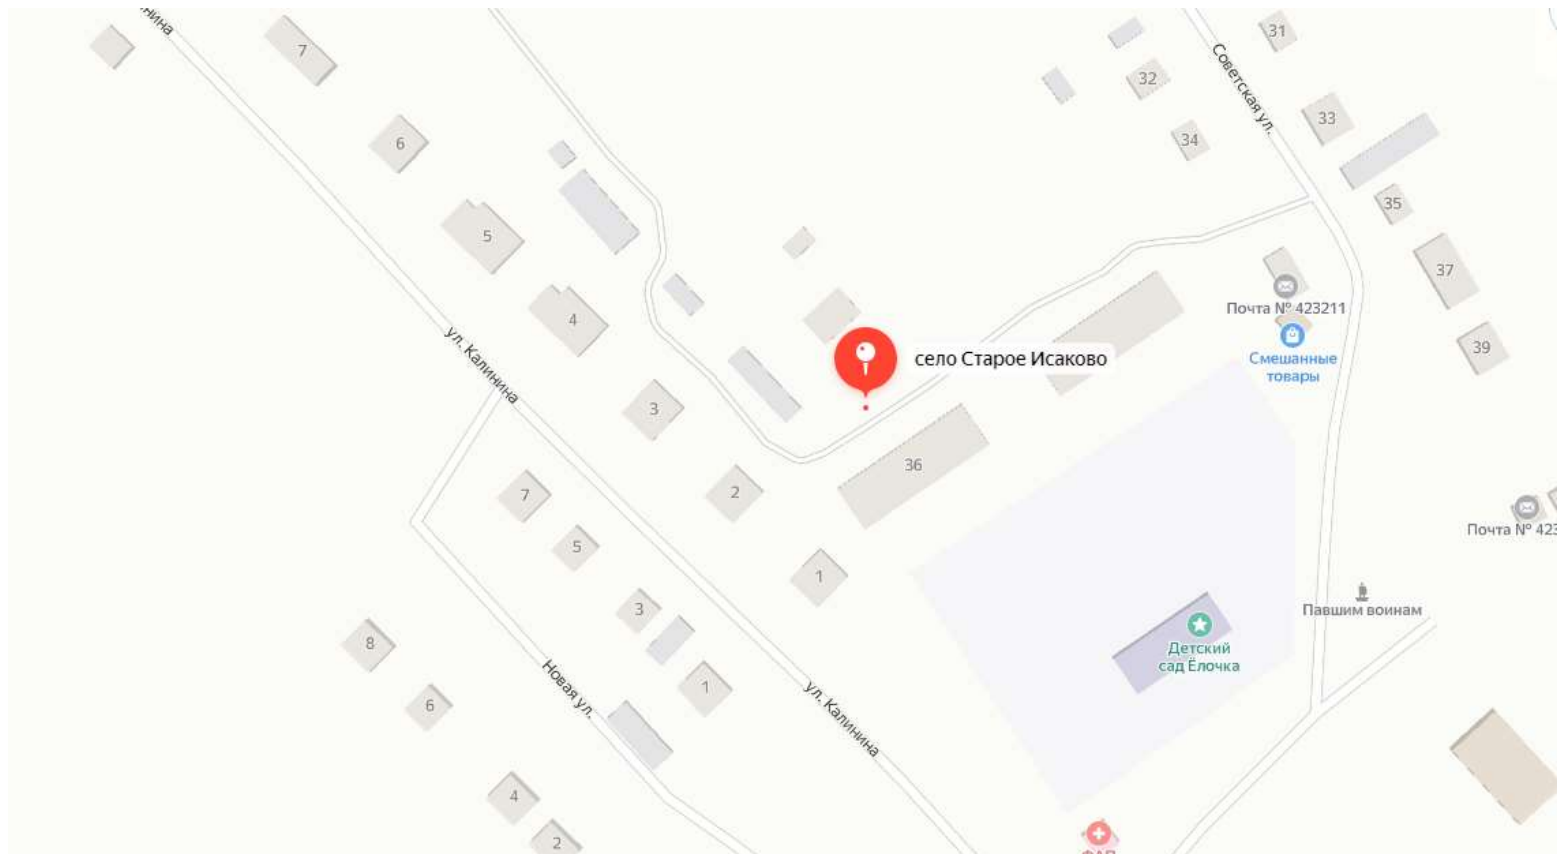 7
31
Советская ул.
32
33
6
34
35
5
37
4
Почта № 423211
ул. Калинина
39
село Старое Исаково
Смешанные
товары
3
36
2
7
Почта № 423
5
1
3
Павшим воинам
8
Детский
сад Ёлочка
Новая ул.
1
6
ул. Калинина
4
2